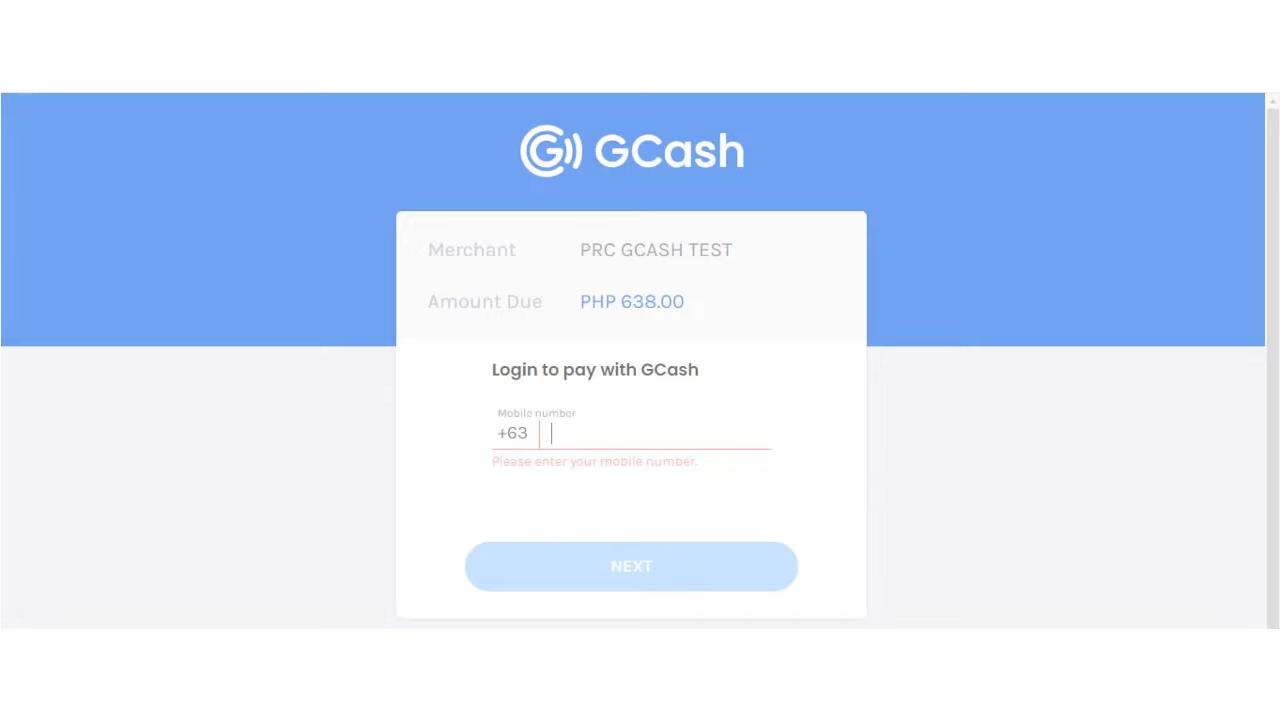 GCash
Merchant PRC GCASH TEST
Amount Due PHP 638.00
Login to pay with GCash
Mobile number
+63
Please enter your mobile number.
NEXT